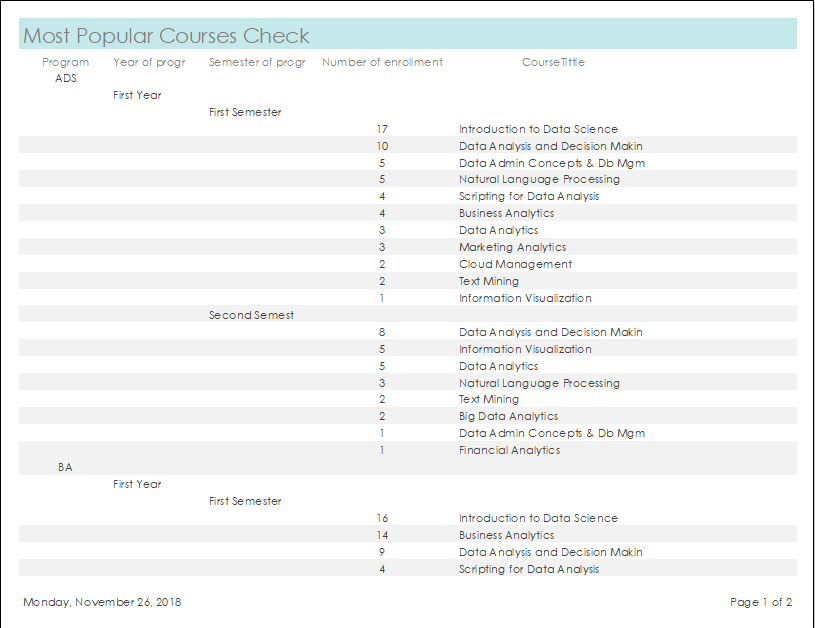 Most Popular Courses Check
Program Year of progr Semester of progr Number of enrollment CourseTittle
ADS
First Year
First Semester
17 Introduction to Data Science
10 Data Analysis and Decision Makin
5 Data Admin Concepts & Db Mgm
5 Natural Language Processing
4 Scripting for Data Analysis
4 Business Analytics
3 Data Analytics
3 Marketing Analytics
2 Cloud Management
2 Text Mining
1 Information Visualization
Second Semest
8 Data Analysis and Decision Makin
5 Information Visualization
5 Data Analytics
3 Natural Language Processing
2 Text Mining
2 Big Data Analytics
1 Data Admin Concepts & Db Mgm
1 Financial Analytics
BA
First Year
First Semester
16 Introduction to Data Science
14 Business Analytics
9 Data Analysis and Decision Makin
4 Scripting for Data Analysis
Monday, November 26, 2018 Page 1 of 2